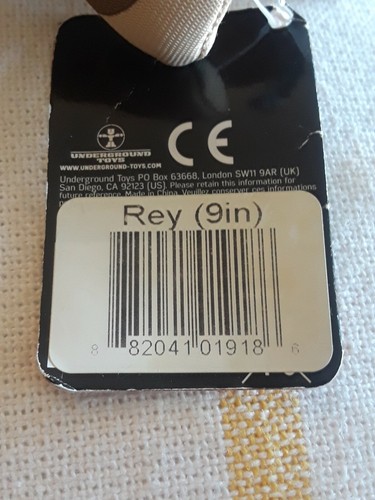 UNDERGROUND
TOYS
WWW.UNDERGROUND-TOYS.COM
CE
Underground Toys PO Box 63668, London SW11 9AR (UK)
San Diego, CA 92123 (US). Please retain this information for
future reference. Made in China. Veuillez conserver ces informations
Rey (9in)
8 82041 01918 6